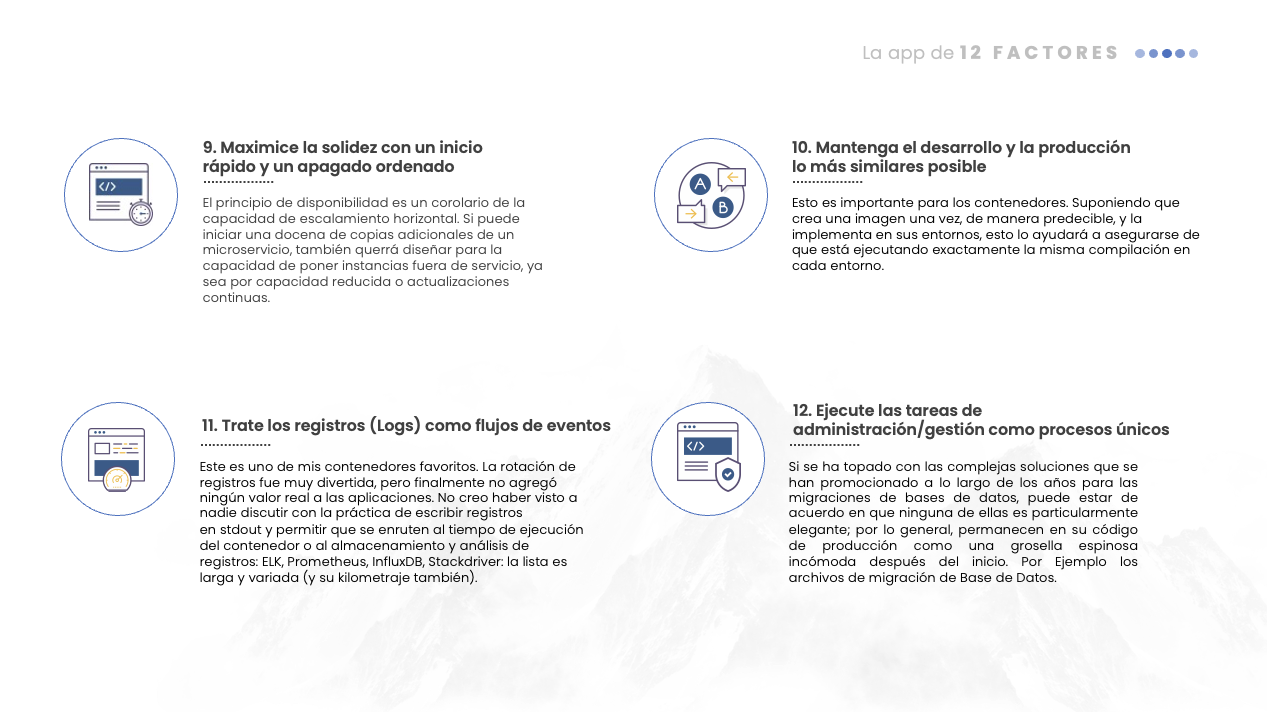 La app de 12 FACTORES
9. Maximice la solidez con un inicio
rápido y un apagado ordenado
El principio de disponibilidad es un corolario de la
capacidad de escalamiento horizontal. Si puede
iniciar una docena de copias adicionales de un
microservicio, también querrá diseñar para la
capacidad de poner instancias fuera de servicio, ya
sea por capacidad reducida o actualizaciones
continuas.
10. Mantenga el desarrollo y la producción
lo más similares posible
Esto es importante para los contenedores. Suponiendo que
crea una imagen una vez, de manera predecible, y la
implementa en sus entornos, esto lo ayudará a asegurarse de
que está ejecutando exactamente la misma compilación en
cada entorno.
A
B
</>
11. Trate los registros (Logs) como flujos de eventos
Este es uno de mis contenedores favoritos. La rotación de
registros fue muy divertida, pero finalmente no agregó
ningún valor real a las aplicaciones. No creo haber visto a
nadie discutir con la práctica de escribir registros
en stdout y permitir que se enruten al tiempo de ejecución
del contenedor o al almacenamiento y análisis de
registros: ELK, Prometheus, InfluxDB, Stackdriver: la lista es
larga y variada (y su kilometraje también).
12. Ejecute las tareas de
administración/gestión como procesos únicos
</>
Si se ha topado con las complejas soluciones que se
han promocionado a lo largo de los años para las
migraciones de bases de datos, puede estar de
acuerdo en que ninguna de ellas es particularmente
elegante; por lo general, permanecen en su código
de producción como una grosella espinosa
incómoda después del inicio. Por Ejemplo los
archivos de migración de Base de Datos.